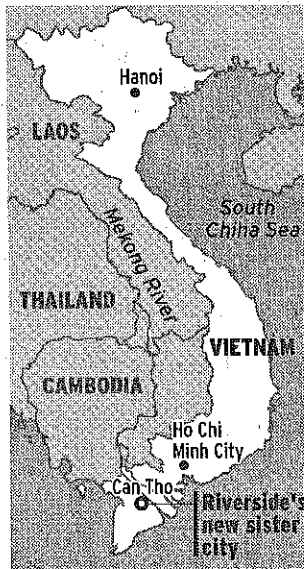 Hanoi
LAOS
South
China Sea
Mekong River
THAILAND
VIETNAM
CAMBODIA
Ho Chi
Minh City
Can Tho
Riverside's
new sister
city